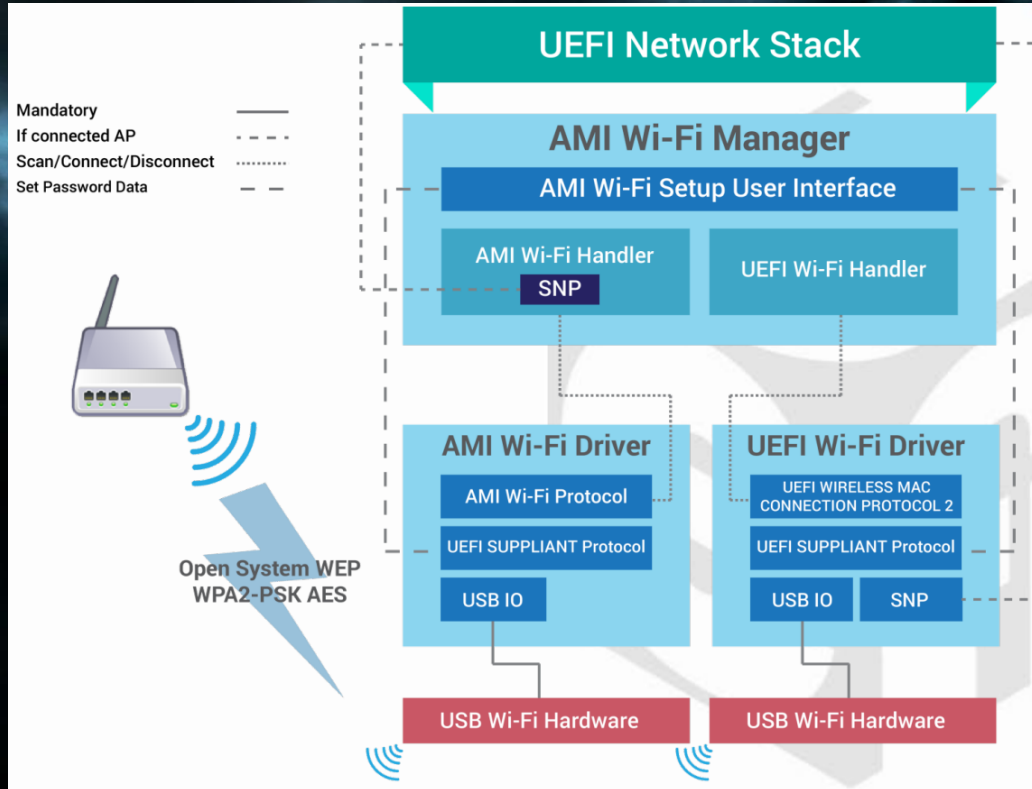 UEFI Network Stack
Mandatory
If connected AP
Scan/Connect/Disconnect
Set Password Data
AMI Wi-Fi Manager
AMI Wi-Fi Setup User Interface
AMI Wi-Fi Handler
SNP
UEFI Wi-Fi Handler
AMI Wi-Fi Driver
AMI Wi-Fi Protocol
UEFI SUPPLIANT Protocol
USB IO
UEFI Wi-Fi Driver
UEFI WIRELESS MAC
CONNECTION PROTOCOL 2
UEFI SUPPLIANT Protocol
USB IO
SNP
Open System WEP
WPA2-PSK AES
USB Wi-Fi Hardware
USB Wi-Fi Hardware